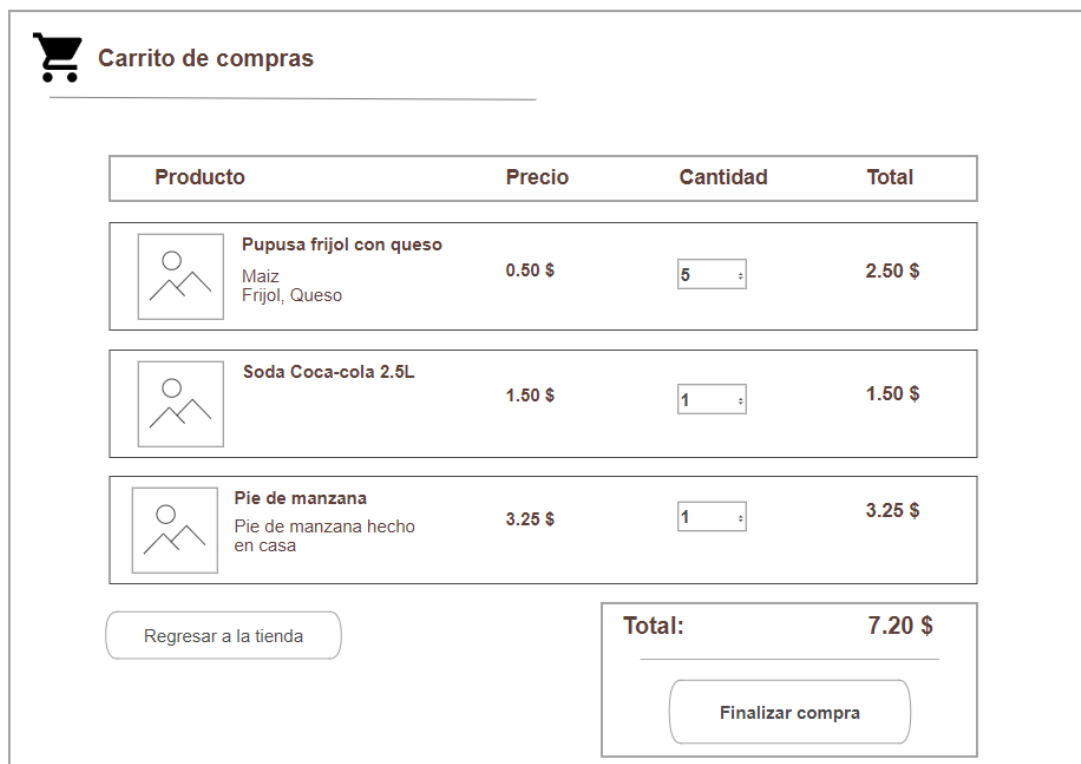 Carrito de compras
Producto Precio Cantidad Total
Pupusa frijol con queso
Maiz
Frijol, Queso
0.50 $ 5 2.50 $
Soda Coca-cola 2.5L
1.50 $ 1 1.50 $
Pie de manzana
Pie de manzana hecho
en casa
3.25 $ 1 3.25 $
Regresar a la tienda
Total: 7.20 $
Finalizar compra